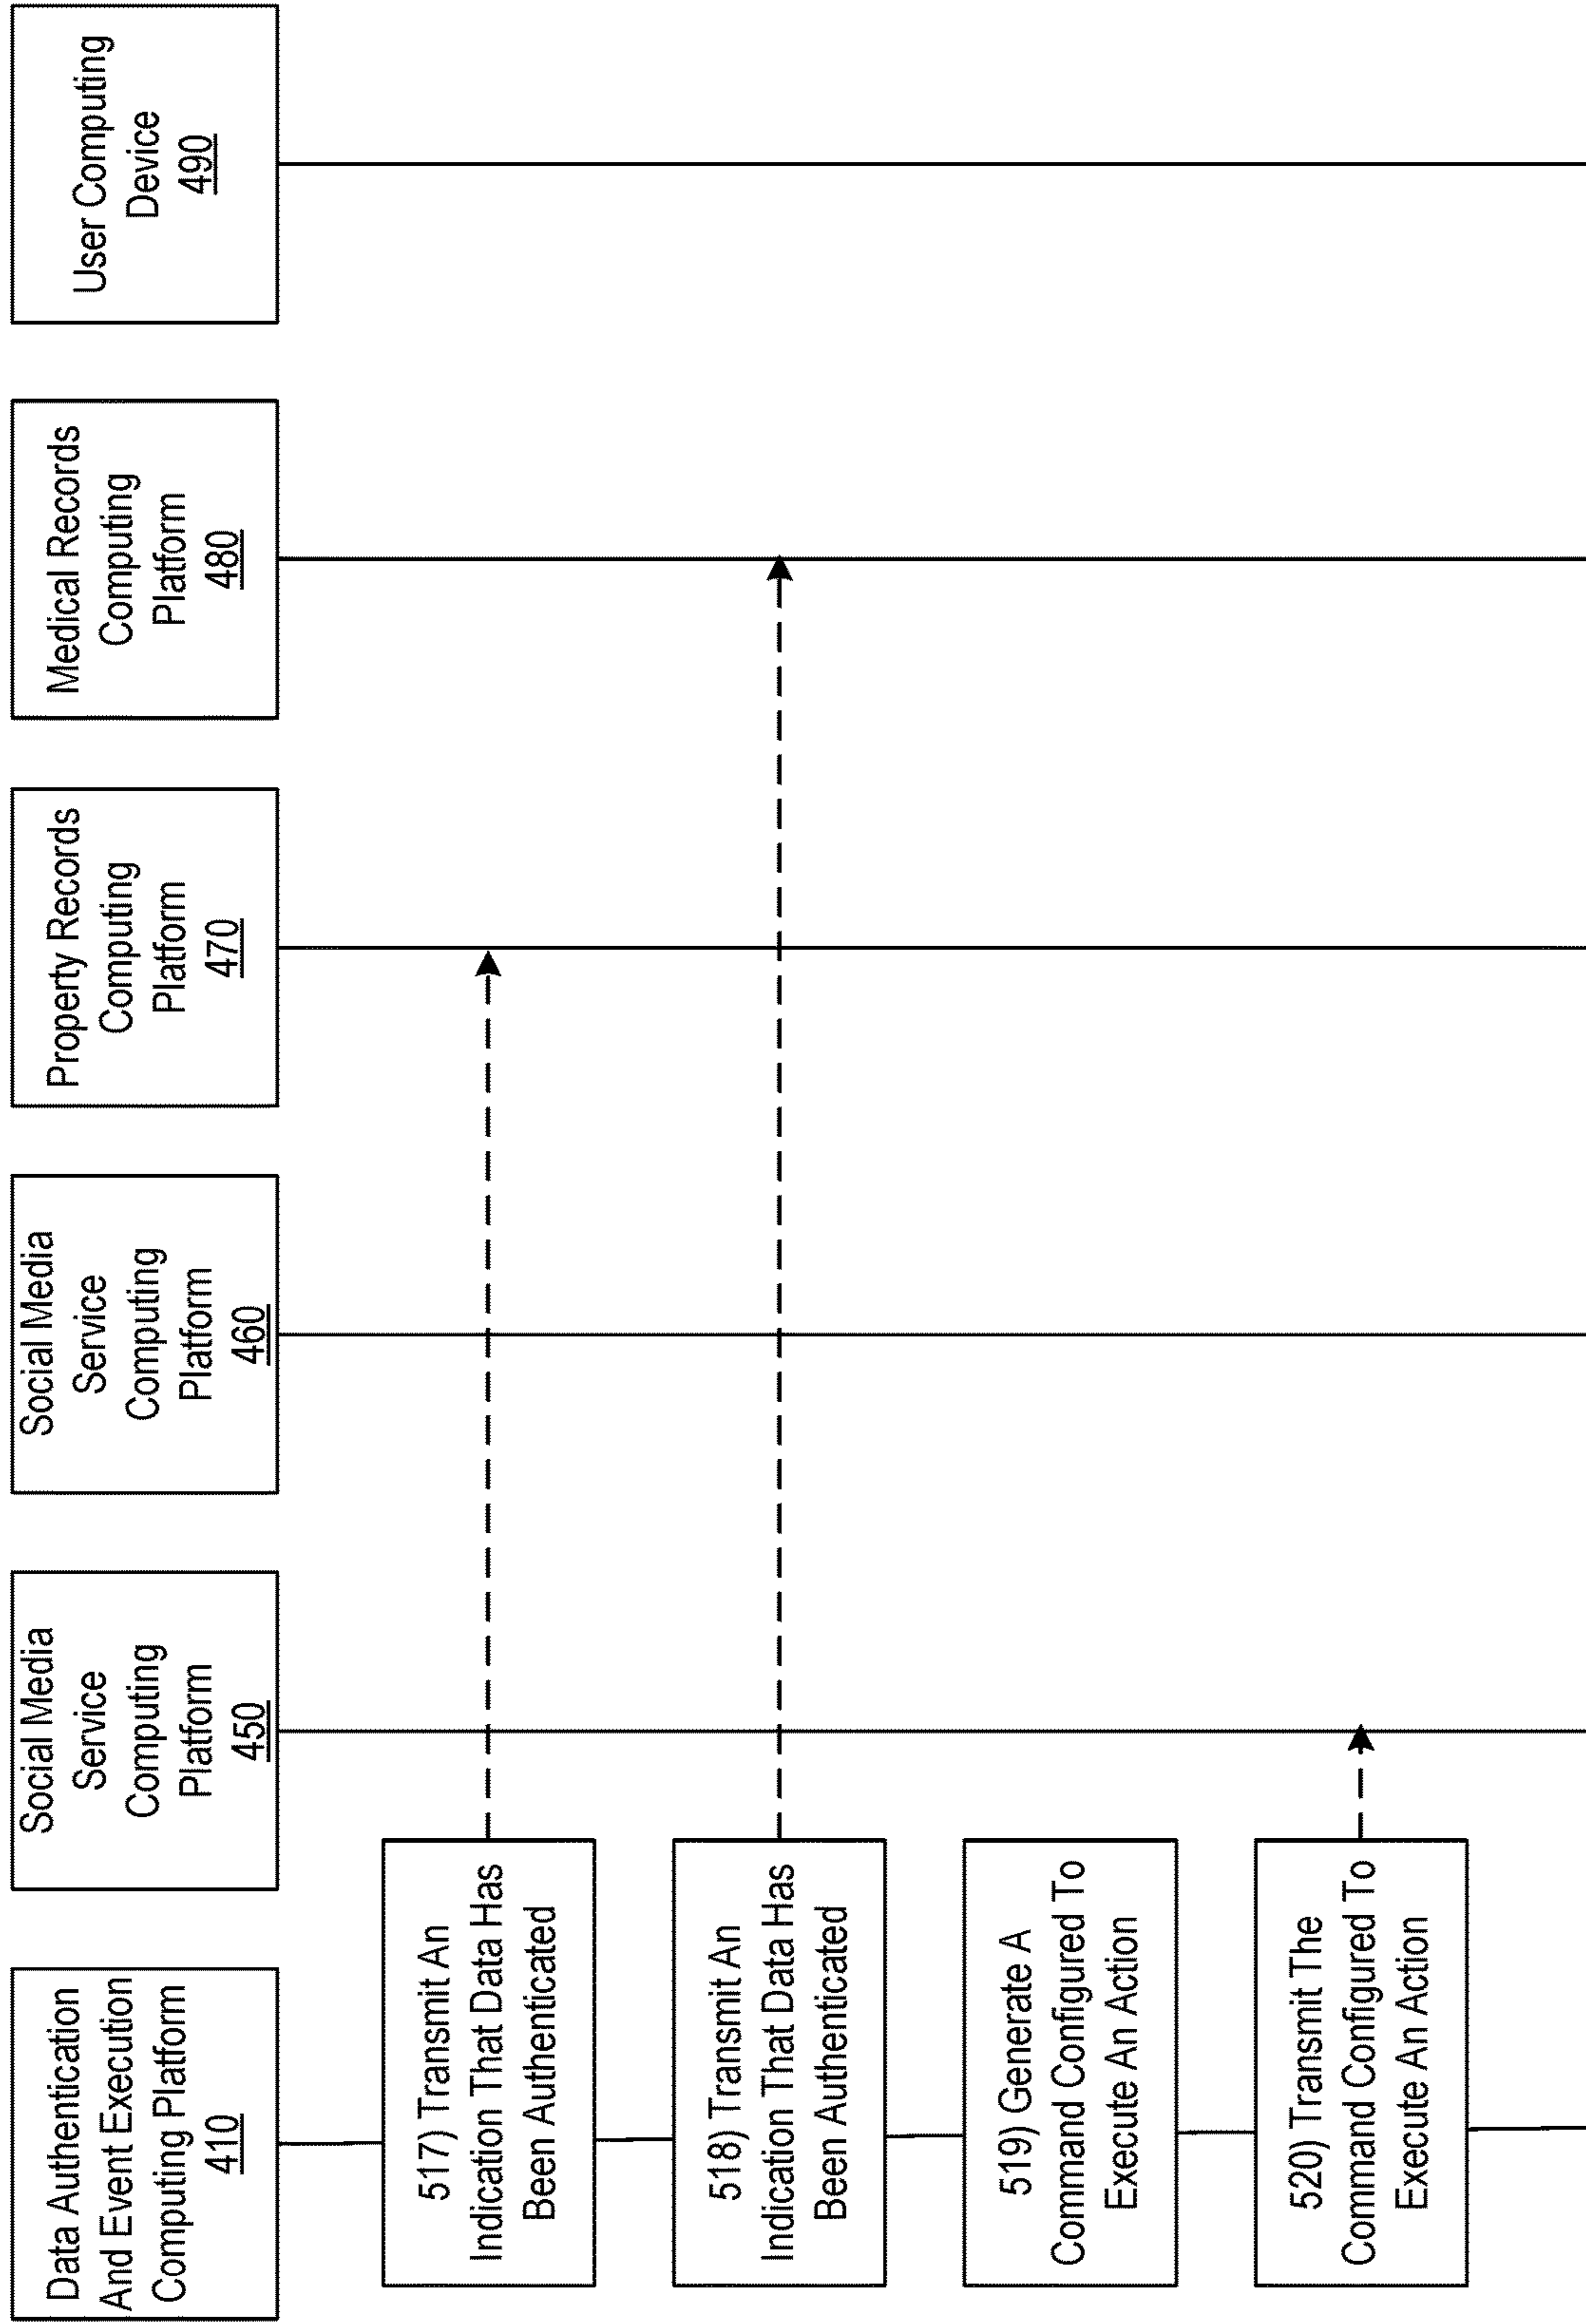 Data Authentication
And Event Execution
Computing Platform
410
Social Media
Service
Computing
Platform
450
Social Media
Service
Computing
Platform
460
Property Records
Computing
Platform
470
Medical Records
Computing
Platform
480
User Computing
Device
490
517) Transmit An
Indication That Data Has
Been Authenticated
518) Transmit An
Indication That Data Has
Been Authenticated
519) Generate A
Command Configured To
Execute An Action
520) Transmit The
Command Configured To
Execute An Action